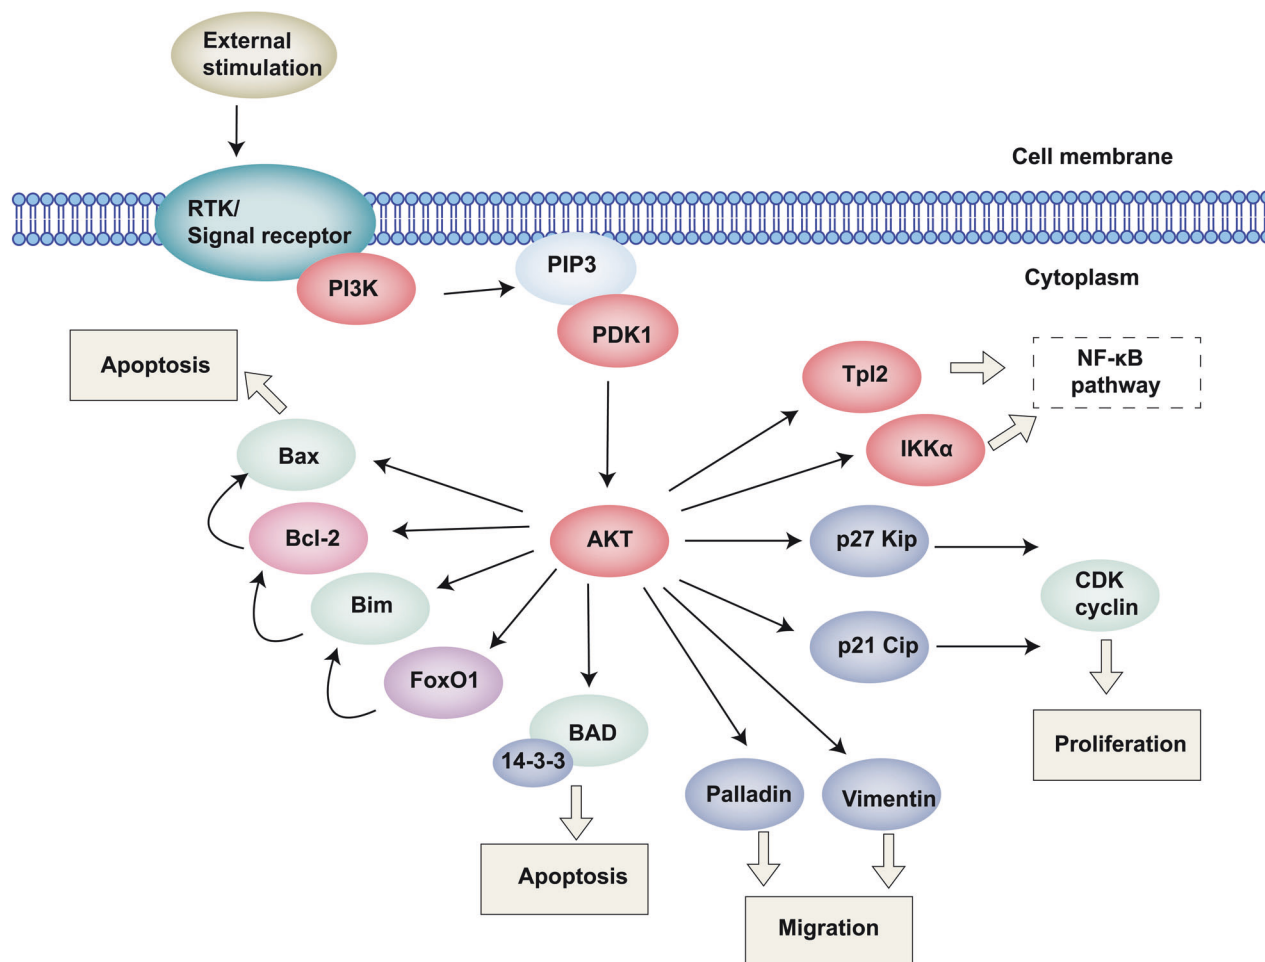 External
stimulation
Cell membrane
RTK/
Signal receptor
PIP3
Cytoplasm
PI3K
PDK1
Apoptosis
Tpl2
NF-κB
pathway
IKKα
Bax
Bcl-2
AKT
p27 Kip
CDK
cyclin
Bim
p21 Cip
FoxO1
BAD
14-3-3
Proliferation
Palladin
Vimentin
Apoptosis
Migration